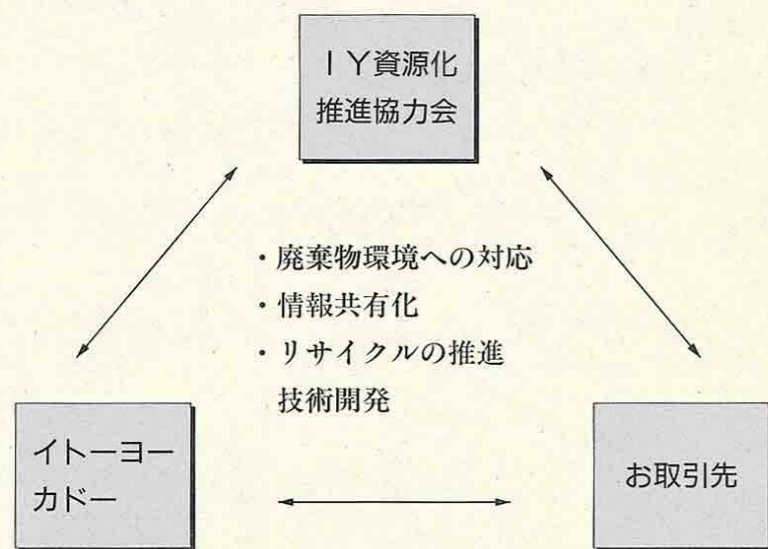 IY資源化
推進協力会
・廃棄物環境への対応
・情報共有化
・リサイクルの推進
技術開発
イトーヨー
カドー
お取引先